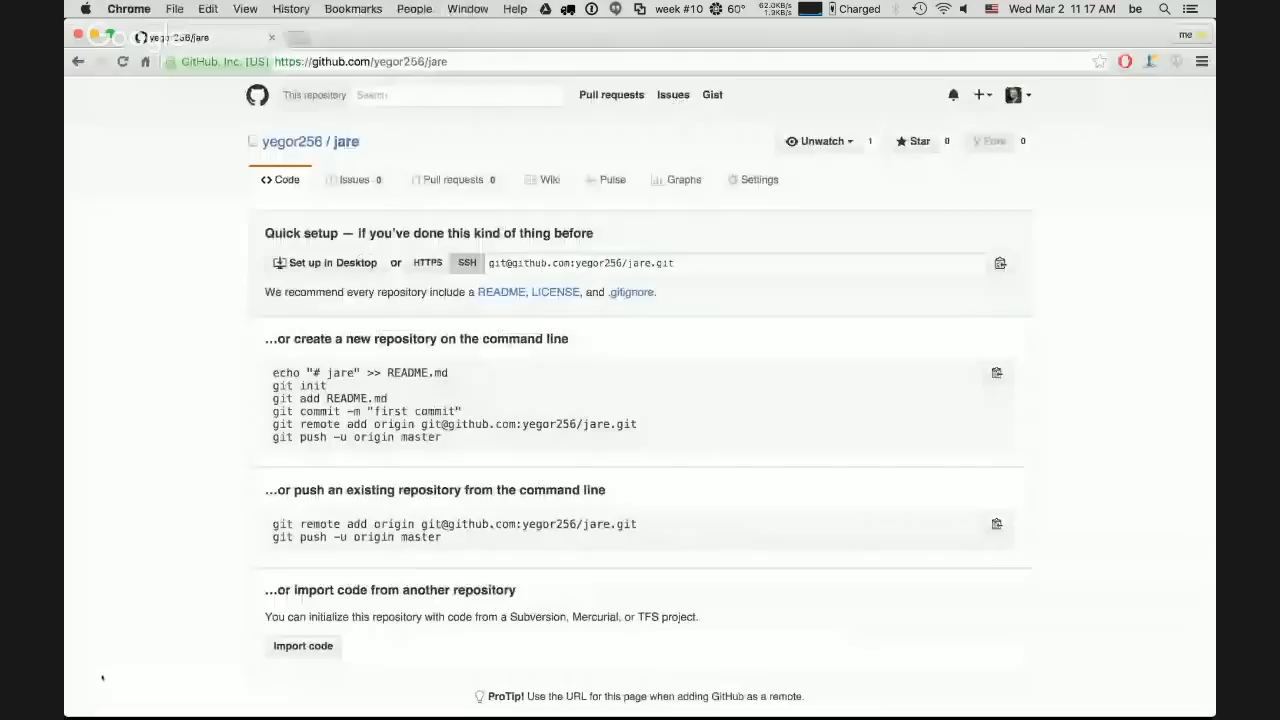 Chrome File Edit View History Bookmarks People Window Help week #10 60° 62.0KB/s 1.9KB/s Charged Wed Mar 2 11:17 AM be
yegor256/jare me
GitHub, Inc. [US] https://github.com/yegor256/jare
This repository Search Pull requests Issues Gist
yegor256 / jare Unwatch 1 Star 0 Fork 0
<> Code Issues 0 Pull requests 0 Wiki Pulse Graphs Settings
Quick setup — if you've done this kind of thing before
Set up in Desktop or HTTPS SSH git@github.com:yegor256/jare.git
We recommend every repository include a README, LICENSE, and .gitignore.
…or create a new repository on the command line
echo "# jare" >> README.md
git init
git add README.md
git commit -m "first commit"
git remote add origin git@github.com:yegor256/jare.git
git push -u origin master
…or push an existing repository from the command line
git remote add origin git@github.com:yegor256/jare.git
git push -u origin master
…or import code from another repository
You can initialize this repository with code from a Subversion, Mercurial, or TFS project.
Import code
ProTip! Use the URL for this page when adding GitHub as a remote.